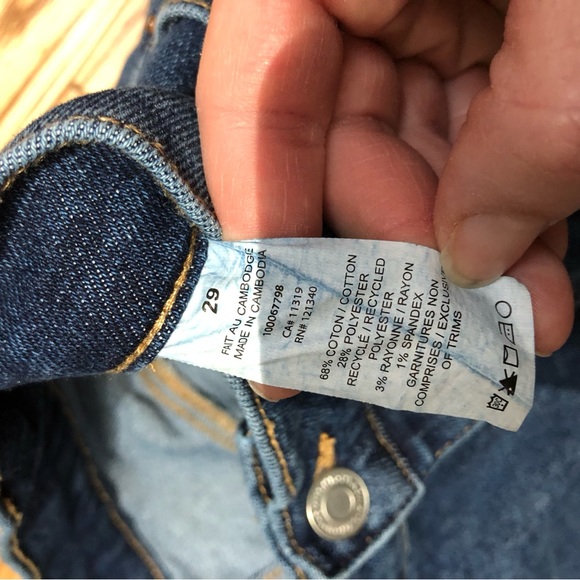 29
FAIT AU CAMBODGE
MADE IN CAMBODIA
100067798
CA# 11319
RN# 121340
68% COTON / COTTON
28% POLYESTER
RECYCLÉ / RECYCLED
POLYESTER
3% RAYONNE / RAYON
1% SPANDEX
GARNITURES NON
COMPRISES / EXCLUSIVE
OF TRIMS